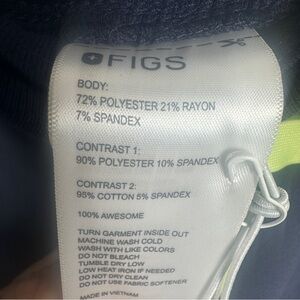 FIGS
BODY:
72% POLYESTER 21% RAYON
7% SPANDEX
CONTRAST 1:
90% POLYESTER 10% SPANDEX
CONTRAST 2:
95% COTTON 5% SPANDEX
100% AWESOME
TURN GARMENT INSIDE OUT
MACHINE WASH COLD
WASH WITH LIKE COLORS
DO NOT BLEACH
TUMBLE DRY LOW
LOW HEAT IRON IF NEEDED
DO NOT DRY CLEAN
DO NOT USE FABRIC SOFTENER
MADE IN VIETNAM